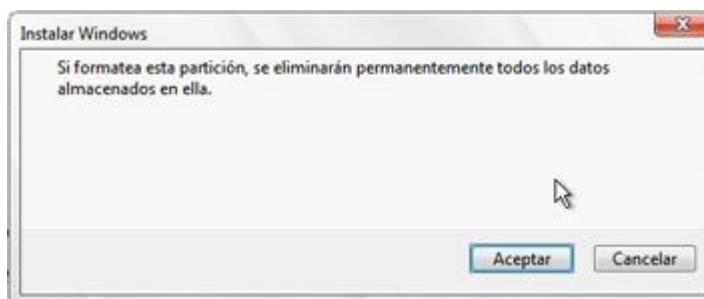 Instalar Windows
Si formatea esta partición, se eliminarán permanentemente todos los datos
almacenados en ella.
Aceptar
Cancelar